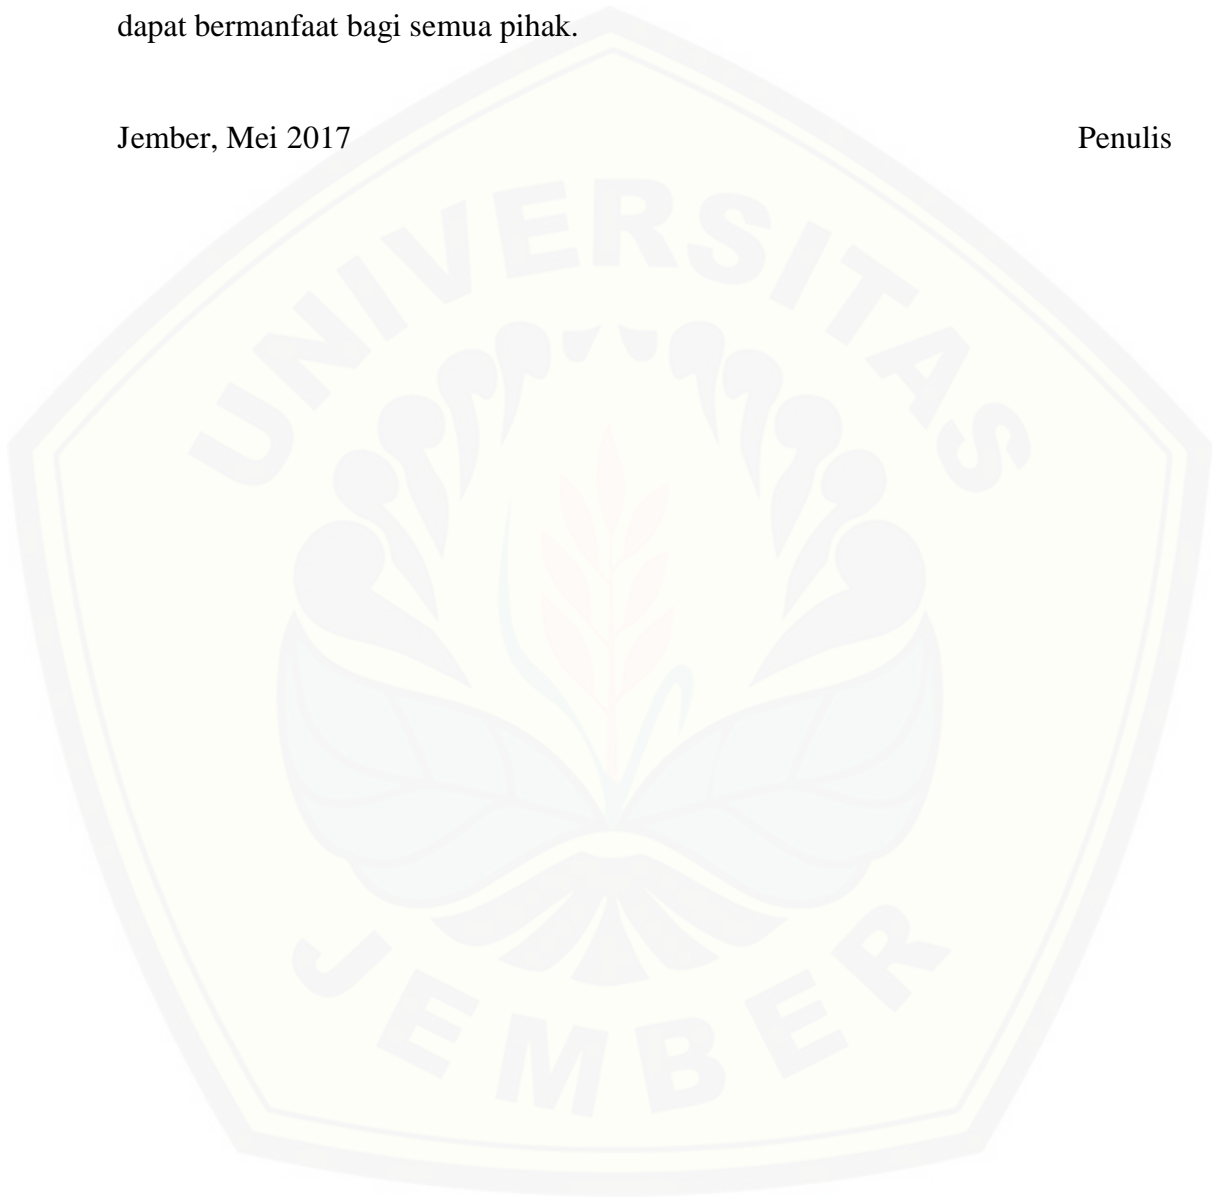 dapat bermanfaat bagi semua pihak.
Jember, Mei 2017 Penulis
UNIVERSITAS
JEMBER